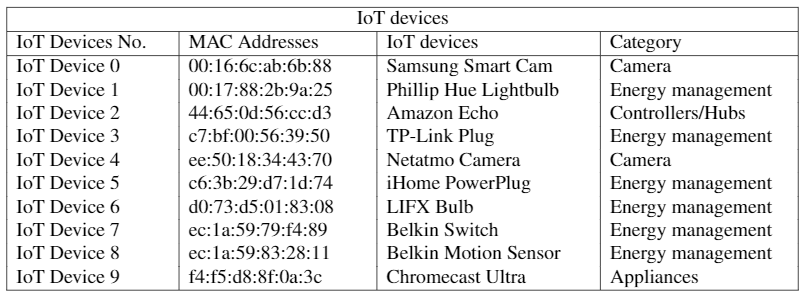 IoT devices
IoT Devices No. MAC Addresses IoT devices Category
IoT Device 0 00:16:6c:ab:6b:88 Samsung Smart Cam Camera
IoT Device 1 00:17:88:2b:9a:25 Phillip Hue Lightbulb Energy management
IoT Device 2 44:65:0d:56:cc:d3 Amazon Echo Controllers/Hubs
IoT Device 3 c7:bf:00:56:39:50 TP-Link Plug Energy management
IoT Device 4 ee:50:18:34:43:70 Netatmo Camera Camera
IoT Device 5 c6:3b:29:d7:1d:74 iHome PowerPlug Energy management
IoT Device 6 d0:73:d5:01:83:08 LIFX Bulb Energy management
IoT Device 7 ec:1a:59:79:f4:89 Belkin Switch Energy management
IoT Device 8 ec:1a:59:83:28:11 Belkin Motion Sensor Energy management
IoT Device 9 f4:f5:d8:8f:0a:3c Chromecast Ultra Appliances